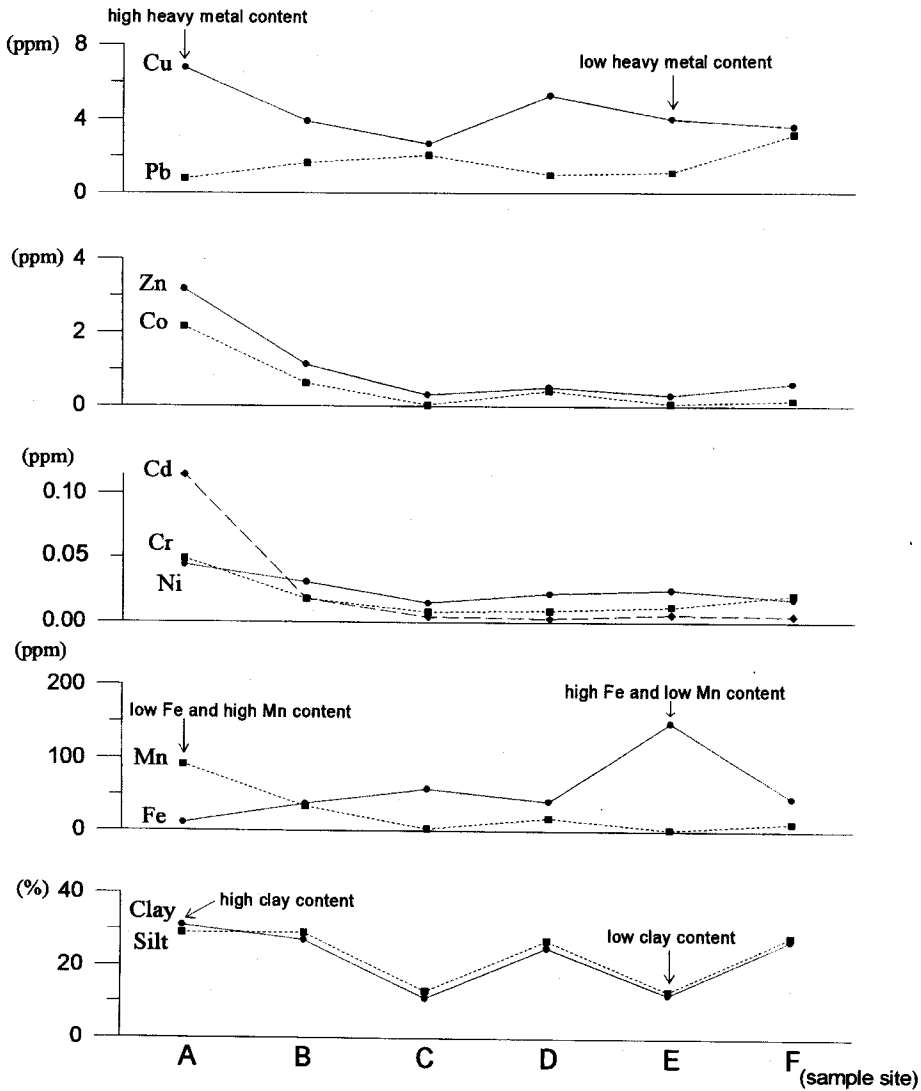 high heavy metal content
(ppm)
8
Cu
low heavy metal content
4
Pb
0
(ppm)
4
Zn
Co
2
0
(ppm)
Cd
0.10
Cr
0.05
Ni
0.00
(ppm)
200
high Fe and low Mn content
low Fe and high Mn content
100
Mn
Fe
0
(%)
40
high clay content
Clay
Silt
low clay content
20
0
A B C D E F
(sample site)